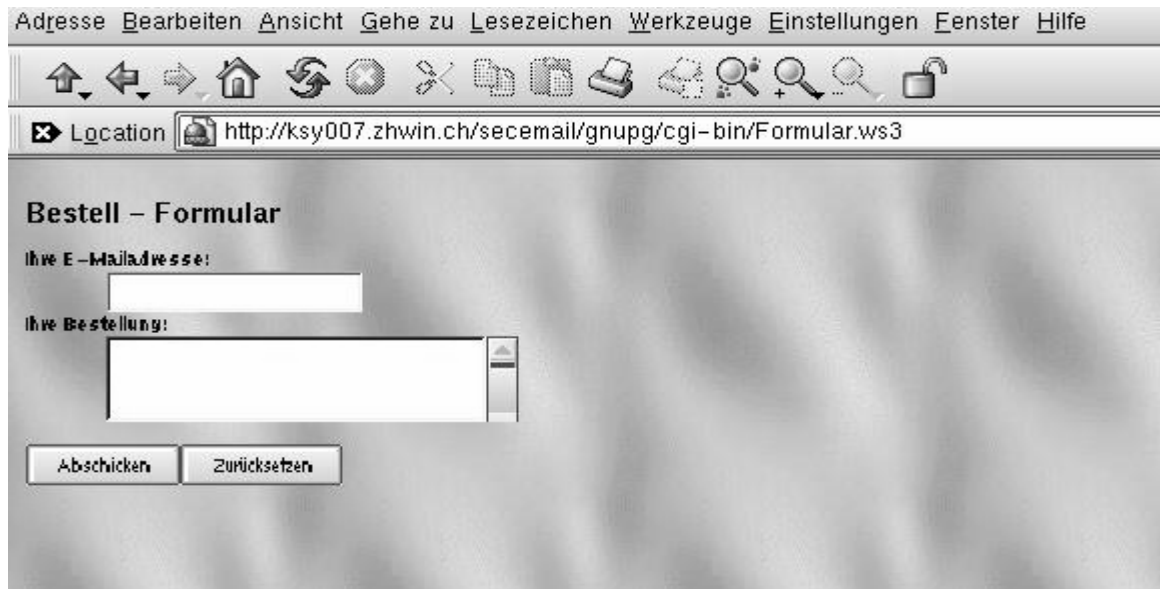 Adresse Bearbeiten Ansicht Gehe zu Lesezeichen Werkzeuge Einstellungen Fenster Hilfe
Location http://ksy007.zhwin.ch/secemail/gnupg/cgi-bin/Formular.ws3
Bestell - Formular
Ihre E-Mailadresse:
Ihre Bestellung:
Abschicken Zurücksetzen